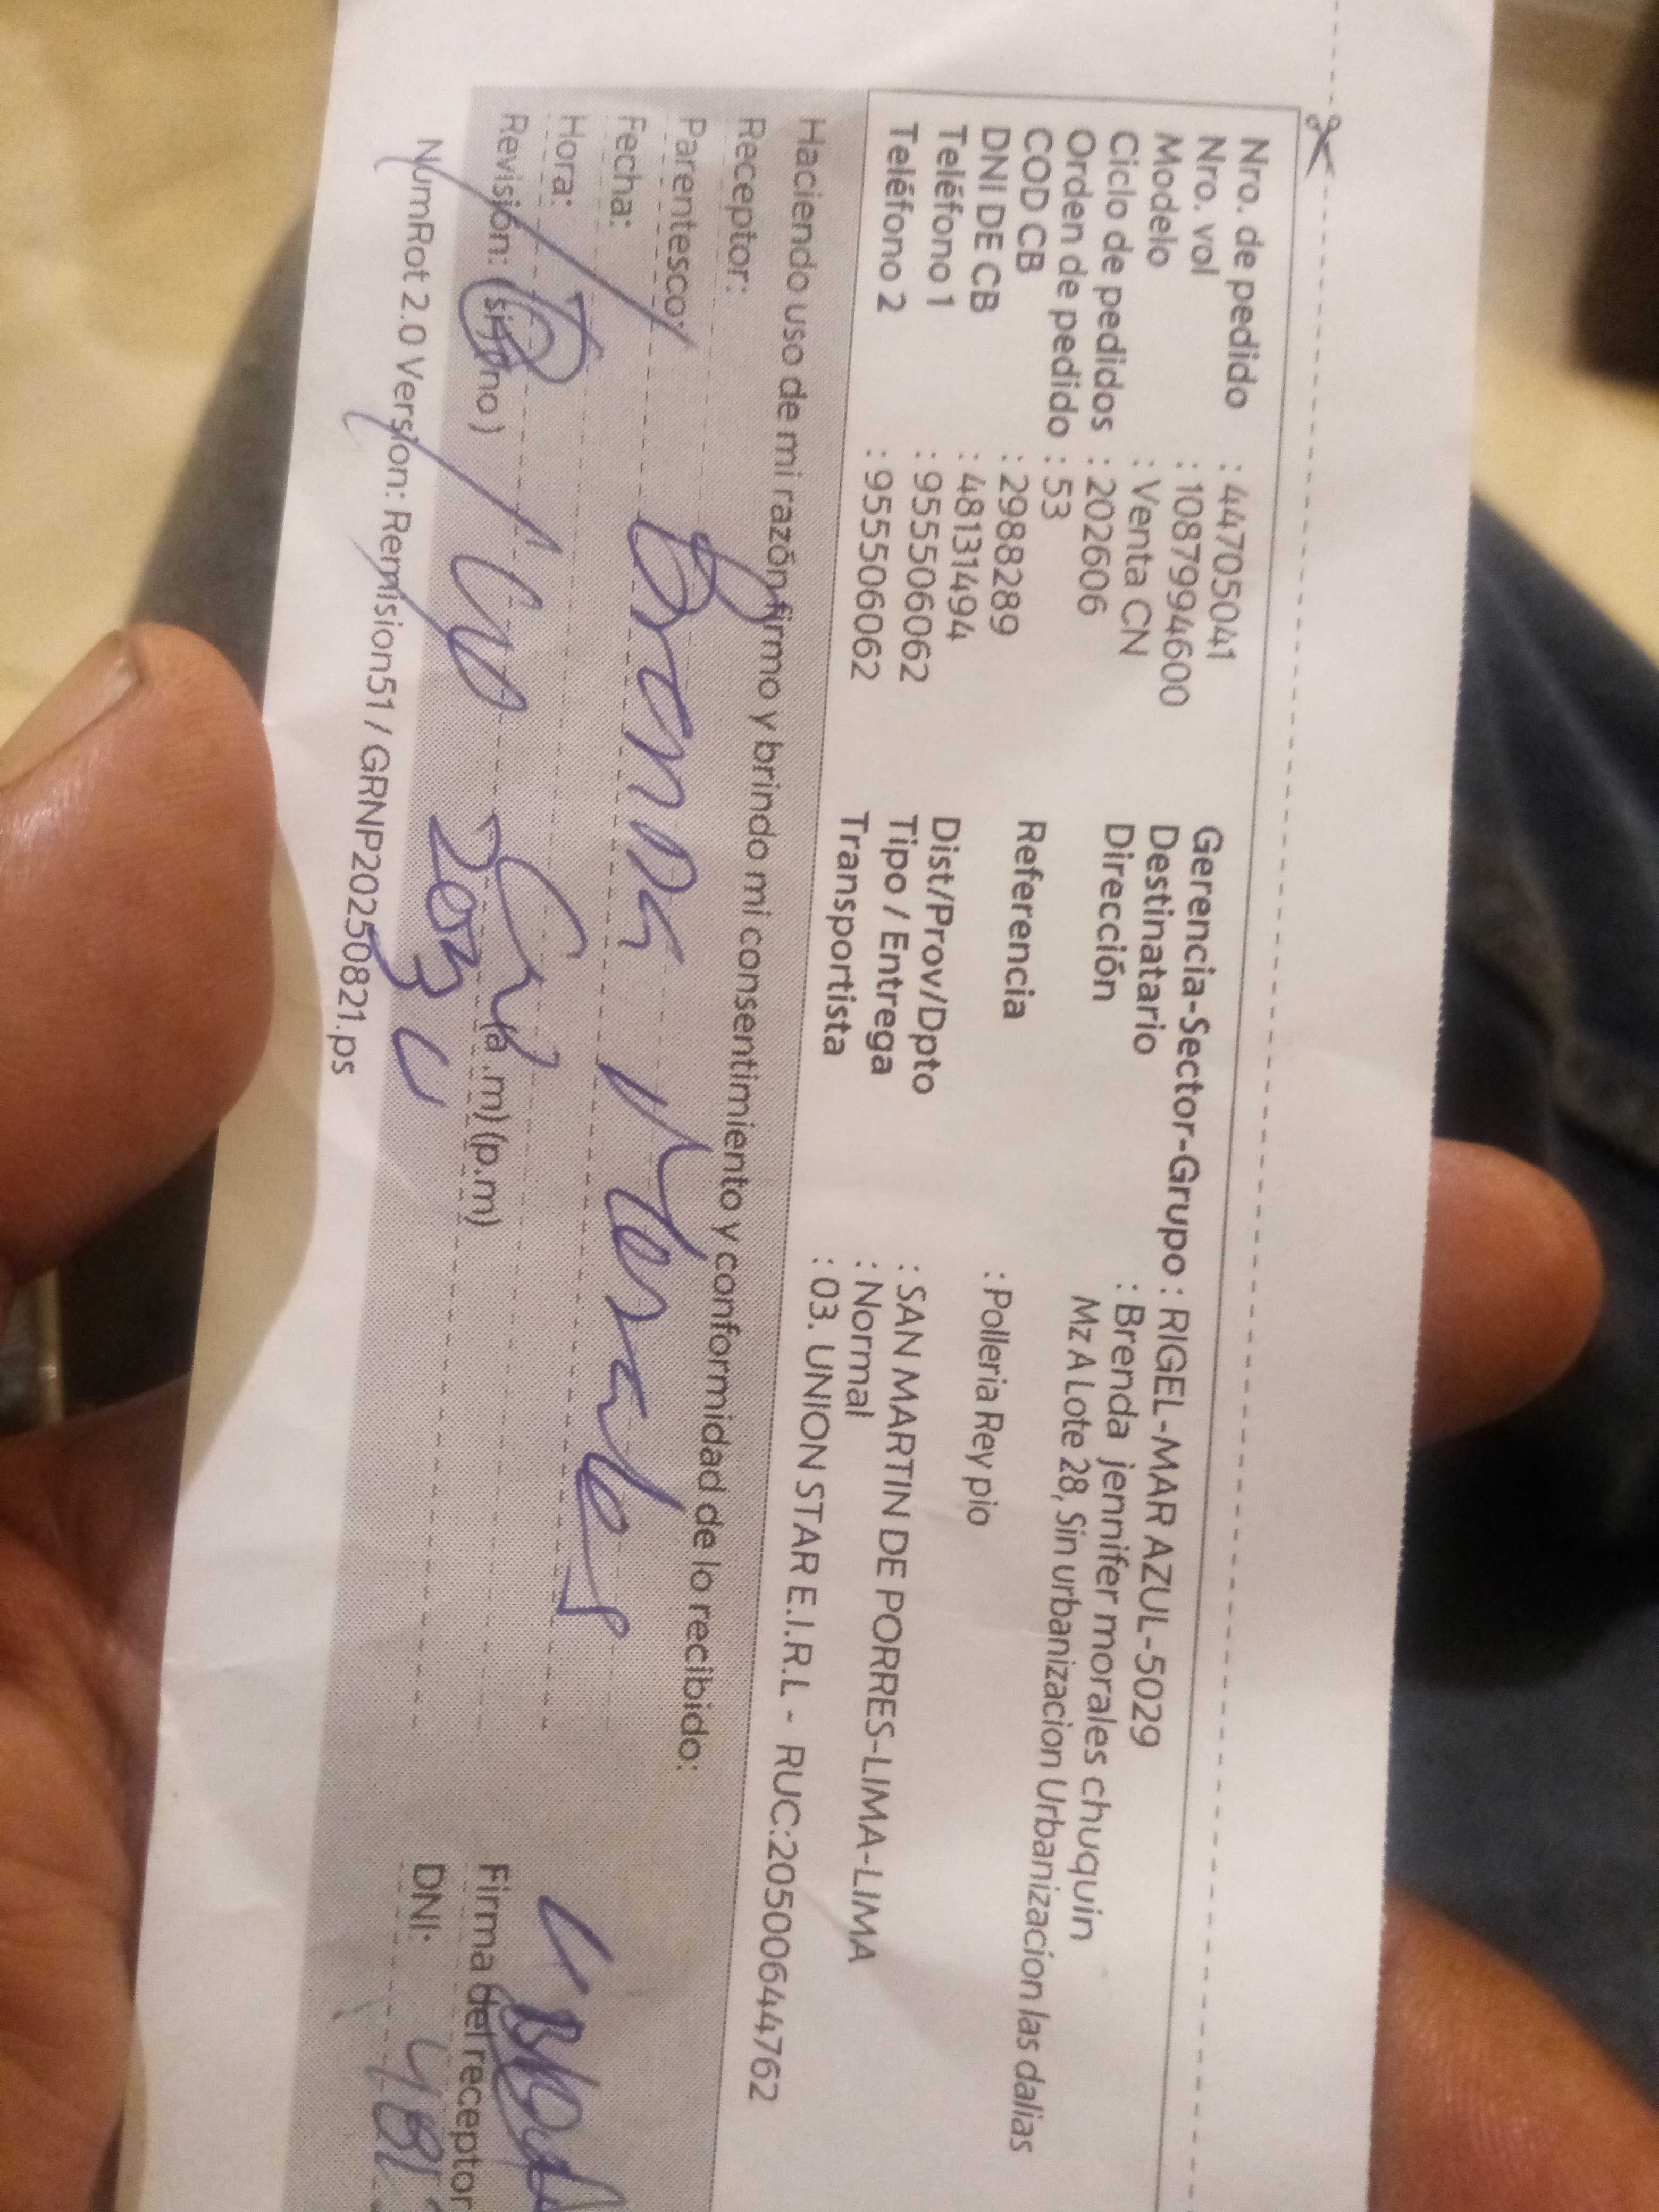 Nro. de pedido : 44705041
Nro. vol : 1087994600
Modelo : Venta CN
Ciclo de pedidos : 202606
Orden de pedido : 53
COD CB : 2988289
DNI DE CB : 48131494
Teléfono 1 : 955506062
Teléfono 2 : 955506062
Gerencia-Sector-Grupo : RIGEL-MAR AZUL-5029
Destinatario : Brenda jennifer morales chuquin
Dirección Mz A Lote 28, Sin urbanizacion Urbanizacion las dalias
Referencia : Polleria Rey pio
Dist/Prov/Dpto : SAN MARTIN DE PORRES-LIMA-LIMA
Tipo / Entrega : Normal
Transportista : 03. UNION STAR E.I.R.L - RUC:20500644762
Haciendo uso de mi razón firmo y brindo mi consentimiento y conformidad de lo recibido:
Receptor: Brenda Morales
Parentesco:
Fecha:
Hora: (a .m) (p.m)
Revisión: ( si / no )
Firma del receptor
DNI: 481
NumRot 2.0 Version: Remision51 / GRNP20250821.ps